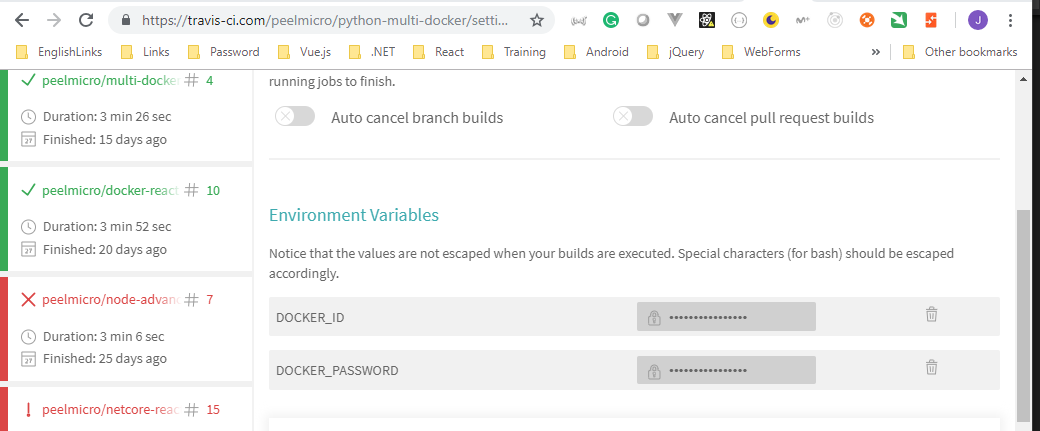 https://travis-ci.com/peelmicro/python-multi-docker/setti...
J
EnglishLinks Links Password Vue.js .NET React Training Android jQuery WebForms » Other bookmarks
peelmicro/multi-docker # 4
Duration: 3 min 26 sec
Finished: 15 days ago
peelmicro/docker-react # 10
Duration: 3 min 52 sec
Finished: 20 days ago
peelmicro/node-advan # 7
Duration: 3 min 6 sec
Finished: 25 days ago
peelmicro/netcore-reac # 15
running jobs to finish.
Auto cancel branch builds Auto cancel pull request builds
Environment Variables
Notice that the values are not escaped when your builds are executed. Special characters (for bash) should be escaped
accordingly.
DOCKER_ID ••••••••••••••••
DOCKER_PASSWORD ••••••••••••••••